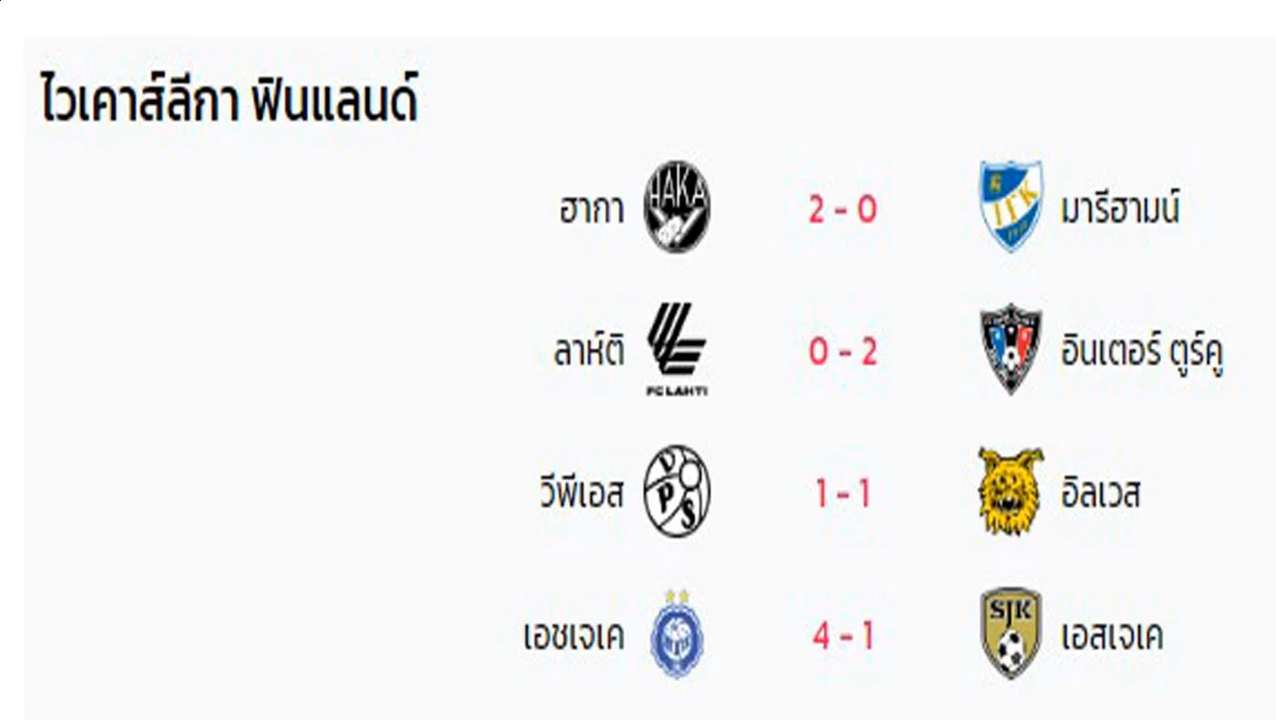 ไวเคาส์ลีกา ฟินแลนด์
ฮากา HAKA 2 - 0 IFK มารีฮามน์
ลาห์ติ FC LAHTI 0 - 2 อินเตอร์ ตูร์คู
วีพีเอส VPS 1 - 1 อิลเวส
เอชเจเค 4 - 1 SJK เอสเจเค